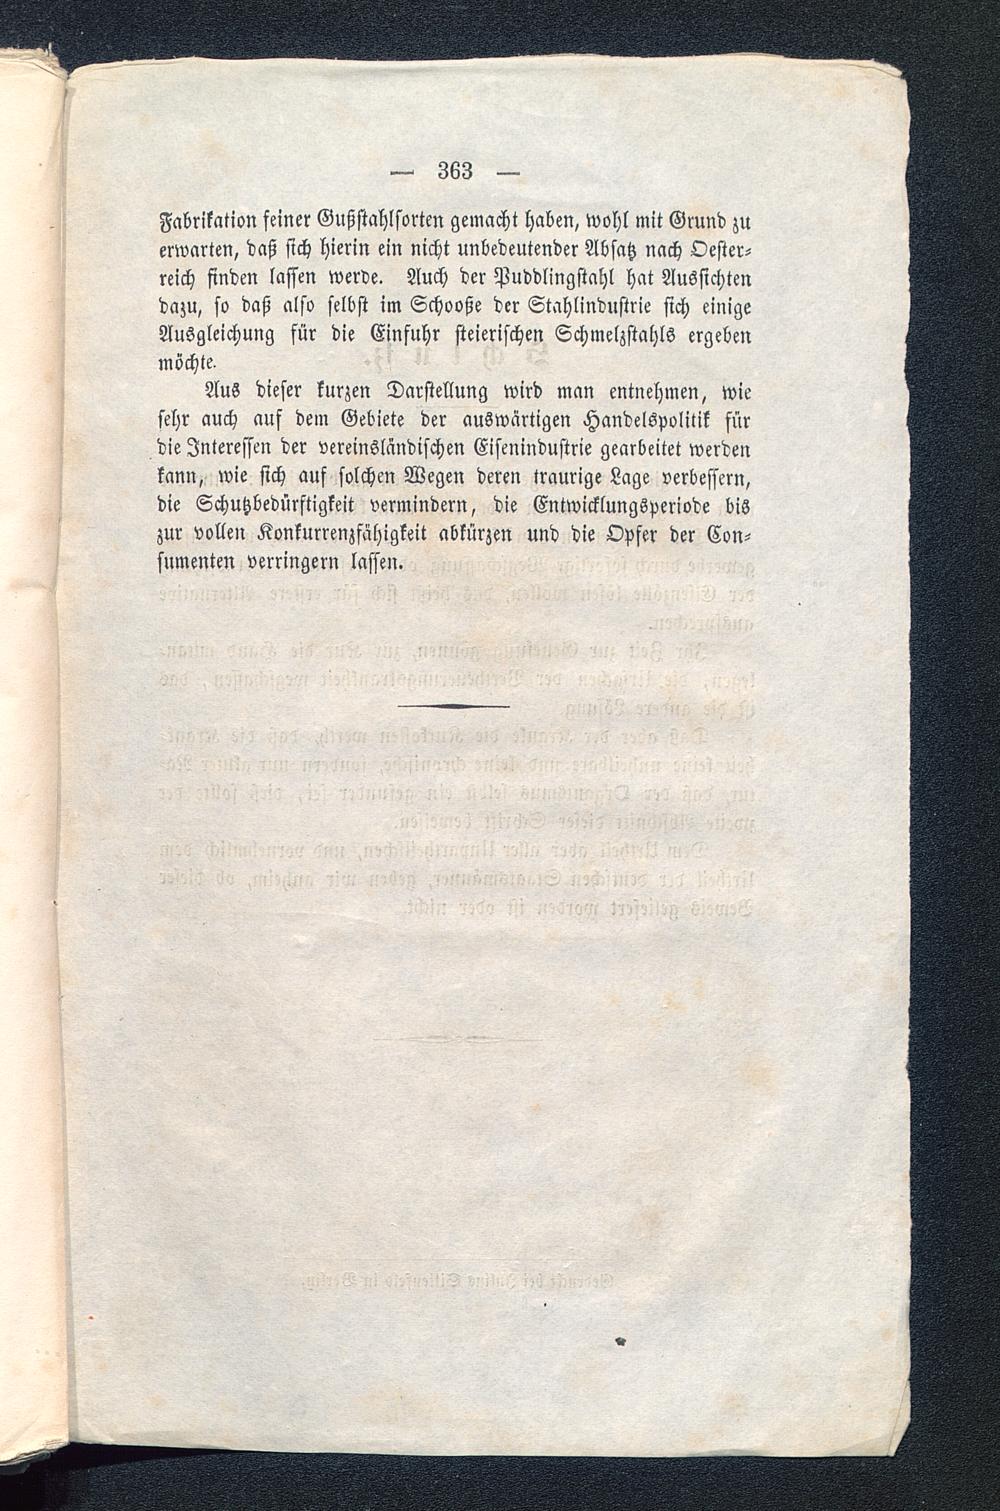 — 363 —
Fabrikation feiner Gußstahlsorten gemacht haben, wohl mit Grund zu
erwarten, daß sich hierin ein nicht unbedeutender Absatz nach Oester-
reich finden lassen werde. Auch der Puddlingstahl hat Aussichten
dazu, so daß also selbst im Schooße der Stahlindustrie sich einige
Ausgleichung für die Einfuhr steierischen Schmelzstahls ergeben
möchte.
Aus dieser kurzen Darstellung wird man entnehmen, wie
sehr auch auf dem Gebiete der auswärtigen Handelspolitik für
die Interessen der vereinsländischen Eisenindustrie gearbeitet werden
kann, wie sich auf solchen Wegen deren traurige Lage verbessern,
die Schutzbedürftigkeit vermindern, die Entwicklungsperiode bis
zur vollen Konkurrenzfähigkeit abkürzen und die Opfer der Con-
sumenten verringern lassen.